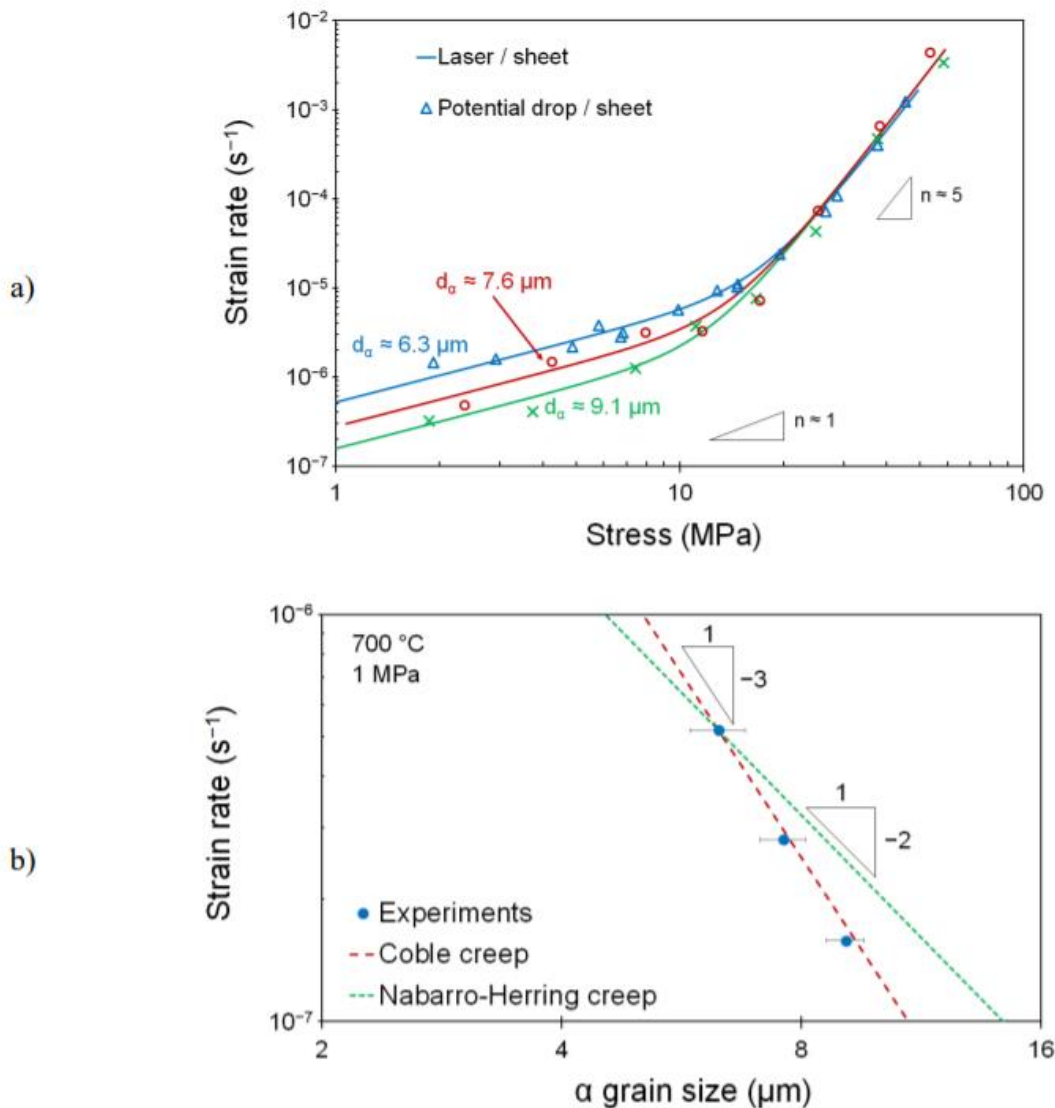 a)
Strain rate (s⁻¹)
10⁻²
10⁻³
10⁻⁴
10⁻⁵
10⁻⁶
10⁻⁷
Laser / sheet
Potential drop / sheet
n ≈ 5
dα ≈ 7.6 μm
dα ≈ 6.3 μm
dα ≈ 9.1 μm
n ≈ 1
1 10 100
Stress (MPa)
b)
Strain rate (s⁻¹)
10⁻⁶
10⁻⁷
700 °C
1 MPa
1
−3
1
−2
Experiments
Coble creep
Nabarro-Herring creep
2 4 8 16
α grain size (μm)